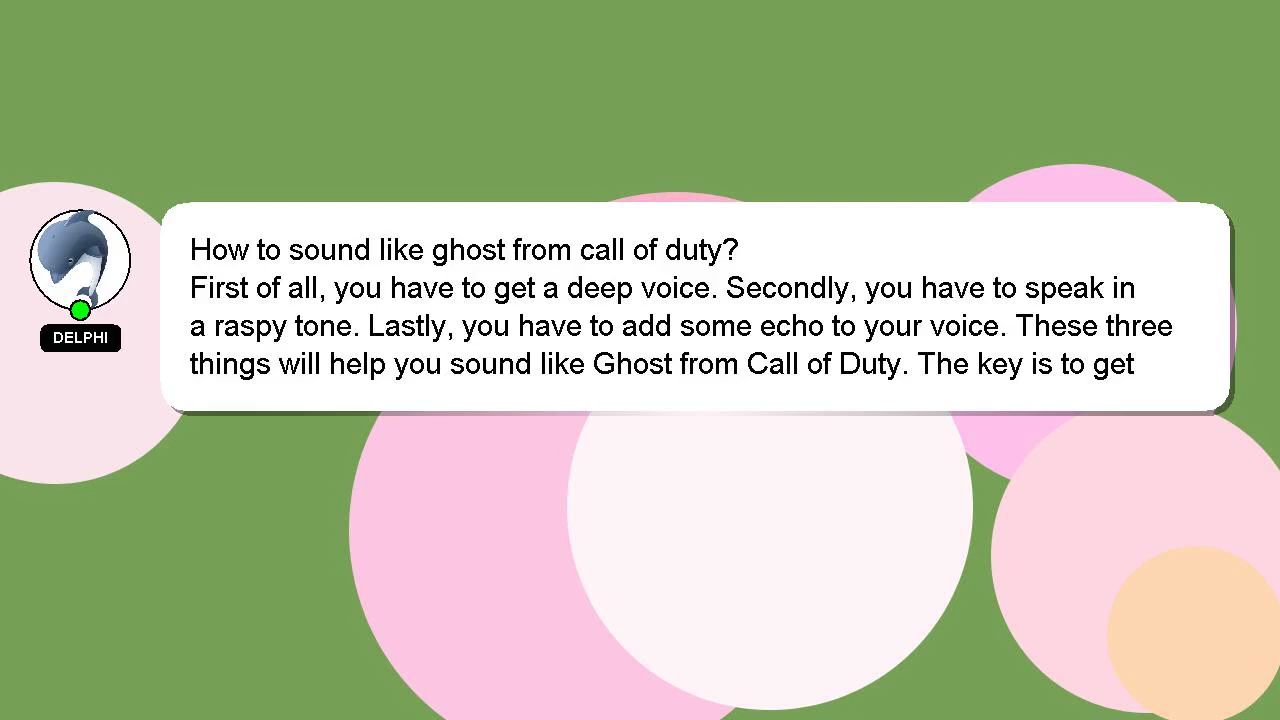 How to sound like ghost from call of duty?
First of all, you have to get a deep voice. Secondly, you have to speak in
a raspy tone. Lastly, you have to add some echo to your voice. These three
things will help you sound like Ghost from Call of Duty. The key is to get
DELPHI